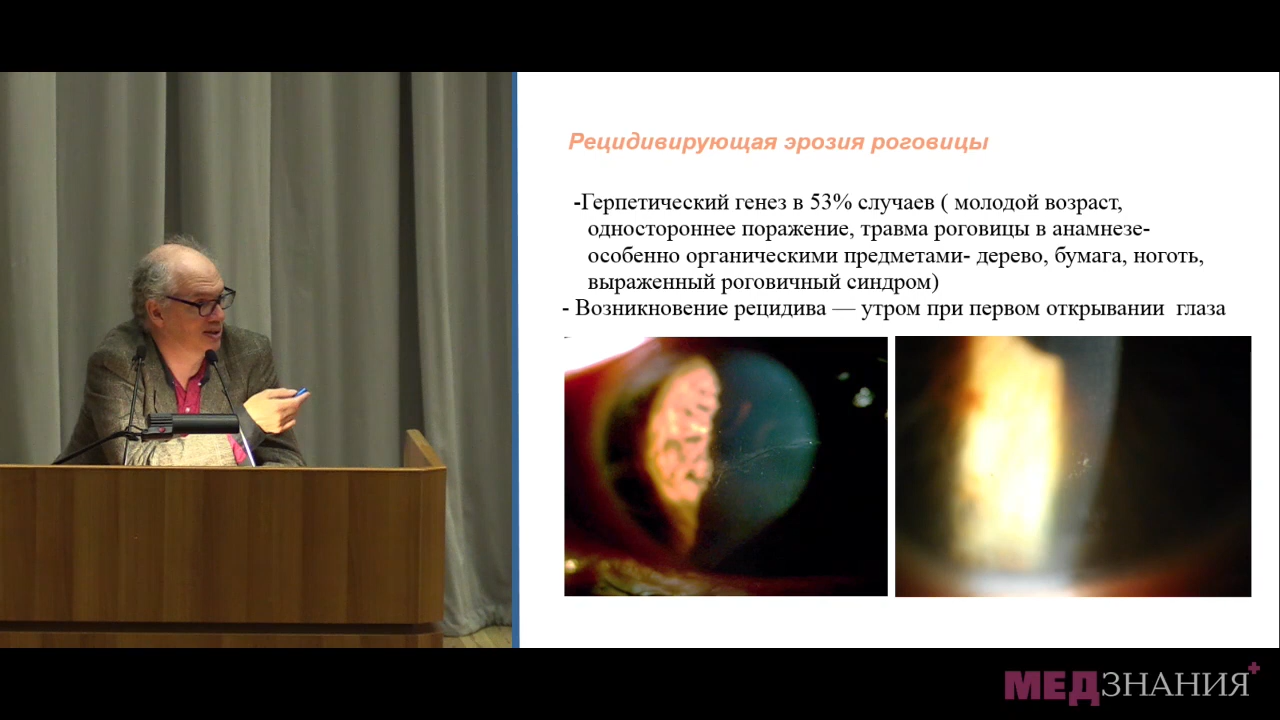 Рецидивирующая эрозия роговицы
-Герпетический генез в 53% случаев ( молодой возраст,
одностороннее поражение, травма роговицы в анамнезе-
особенно органическими предметами- дерево, бумага, ноготь,
выраженный роговичный синдром)
- Возникновение рецидива — утром при первом открывании глаза
МЕДЗНАНИЯ+